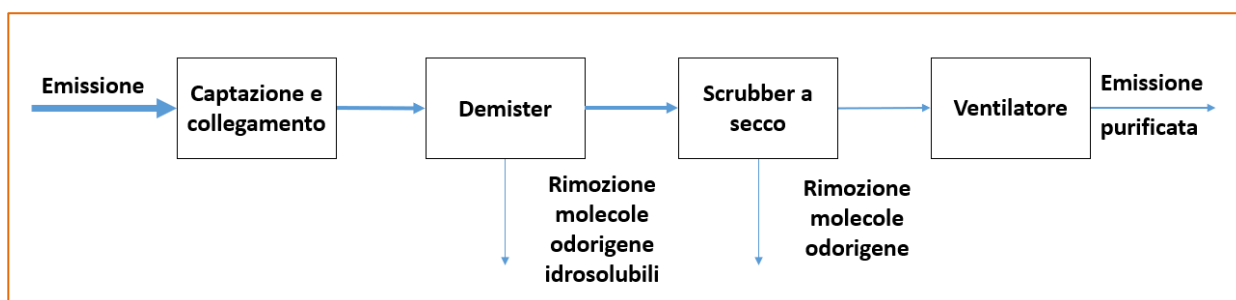 Emissione
Captazione e
collegamento
Demister
Scrubber a
secco
Ventilatore
Emissione
purificata
Rimozione
molecole
odorigene
idrosolubili
Rimozione
molecole
odorigene